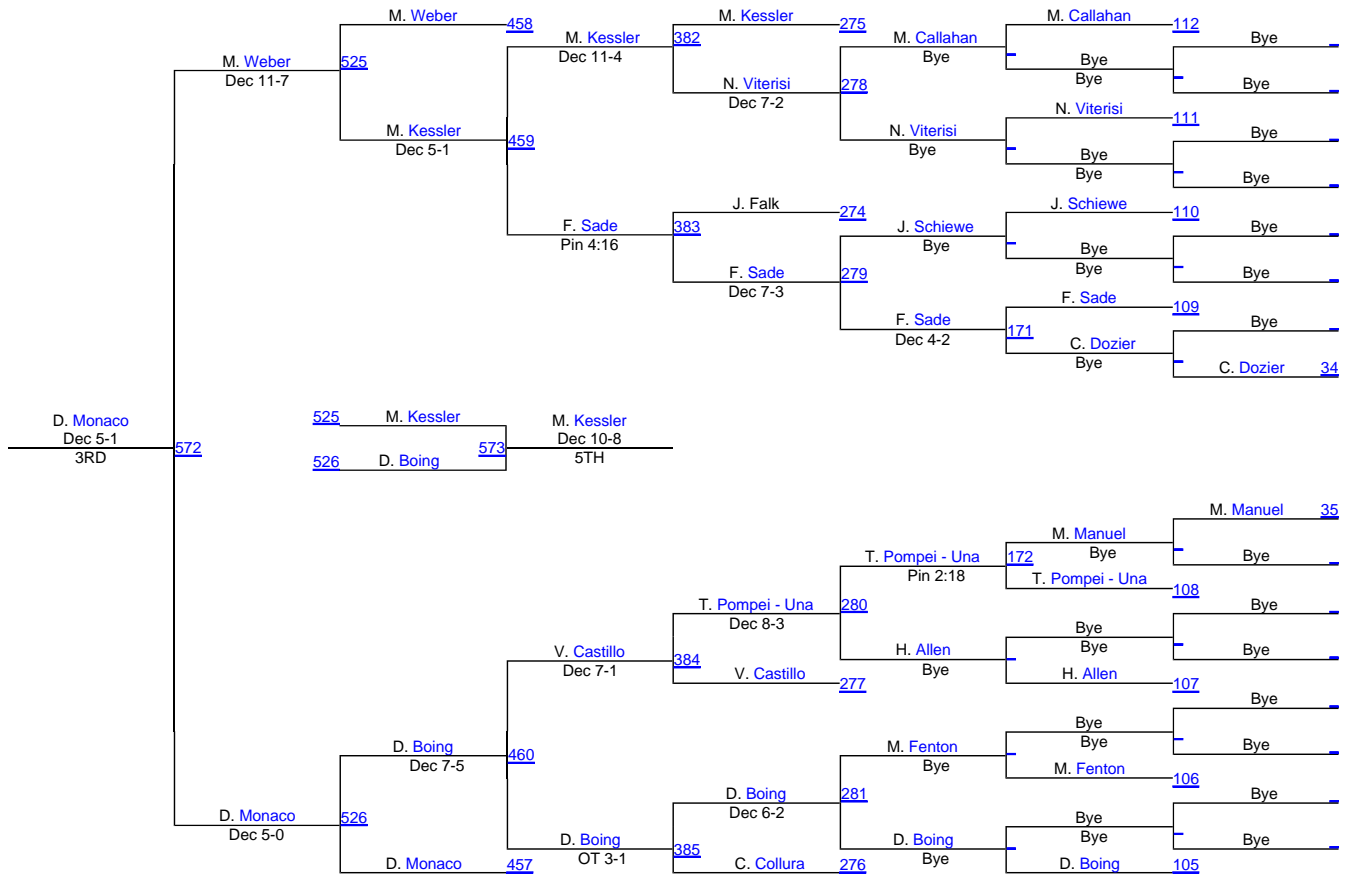 M. Weber 458 M. Kessler 275 M. Callahan 112
M. Kessler 382 M. Callahan Bye
Dec 11-4 Bye
M. Weber 525 Bye
Dec 11-7 N. Viterisi 278 Bye Bye
Dec 7-2
N. Viterisi 111
M. Kessler 459 N. Viterisi Bye
Dec 5-1 Bye Bye
Bye Bye
J. Falk 274 J. Schiewe 110
F. Sade 383 J. Schiewe Bye
Pin 4:16 Bye Bye
Bye
F. Sade 279 Bye
Dec 7-3
F. Sade 109
F. Sade 171 Bye
Dec 4-2 C. Dozier
Bye C. Dozier 34
D. Monaco 525 M. Kessler M. Kessler
Dec 5-1 572 573 Dec 10-8
3RD 526 D. Boing 5TH
M. Manuel 35
M. Manuel
T. Pompei - Una 172 Bye Bye
Pin 2:18 T. Pompei - Una 108
T. Pompei - Una 280 Bye
Dec 8-3 Bye
V. Castillo 384 H. Allen Bye Bye
Dec 7-1 V. Castillo 277 Bye H. Allen 107
Bye
Bye
D. Boing 460 M. Fenton Bye Bye
Dec 7-5 Bye M. Fenton 106
D. Boing 281 Bye
Dec 6-2
D. Monaco 526 Bye
Dec 5-0 D. Boing 385 D. Boing Bye Bye
OT 3-1 Bye
D. Monaco 457 C. Collura 276 D. Boing 105